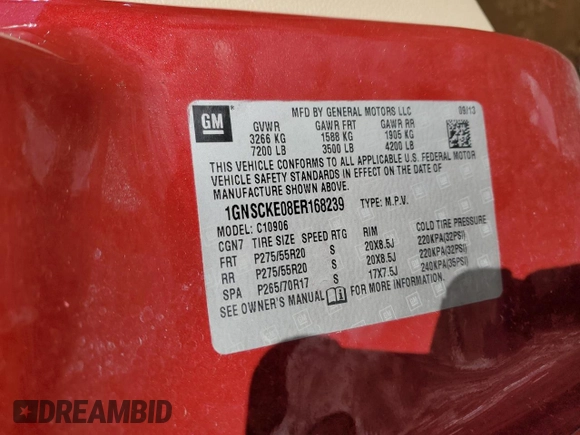 MFD BY GENERAL MOTORS LLC 09/13
GM
GVWR GAWR FRT GAWR RR
3266 KG 1588 KG 1905 KG
7200 LB 3500 LB 4200 LB
THIS VEHICLE CONFORMS TO ALL APPLICABLE U.S. FEDERAL MOTOR
VEHICLE SAFETY STANDARDS IN EFFECT ON THE DATE OF
MANUFACTURE SHOWN ABOVE.
1GNSCKE08ER168239 TYPE: M.P.V.
MODEL: C10906
CGN7 TIRE SIZE SPEED RTG RIM COLD TIRE PRESSURE
FRT P275/55R20 S 20X8.5J 220KPA(32PSI)
RR P275/55R20 S 20X8.5J 220KPA(32PSI)
SPA P265/70R17 S 17X7.5J 240KPA(35PSI)
SEE OWNER'S MANUAL FOR MORE INFORMATION.
DREAMBID